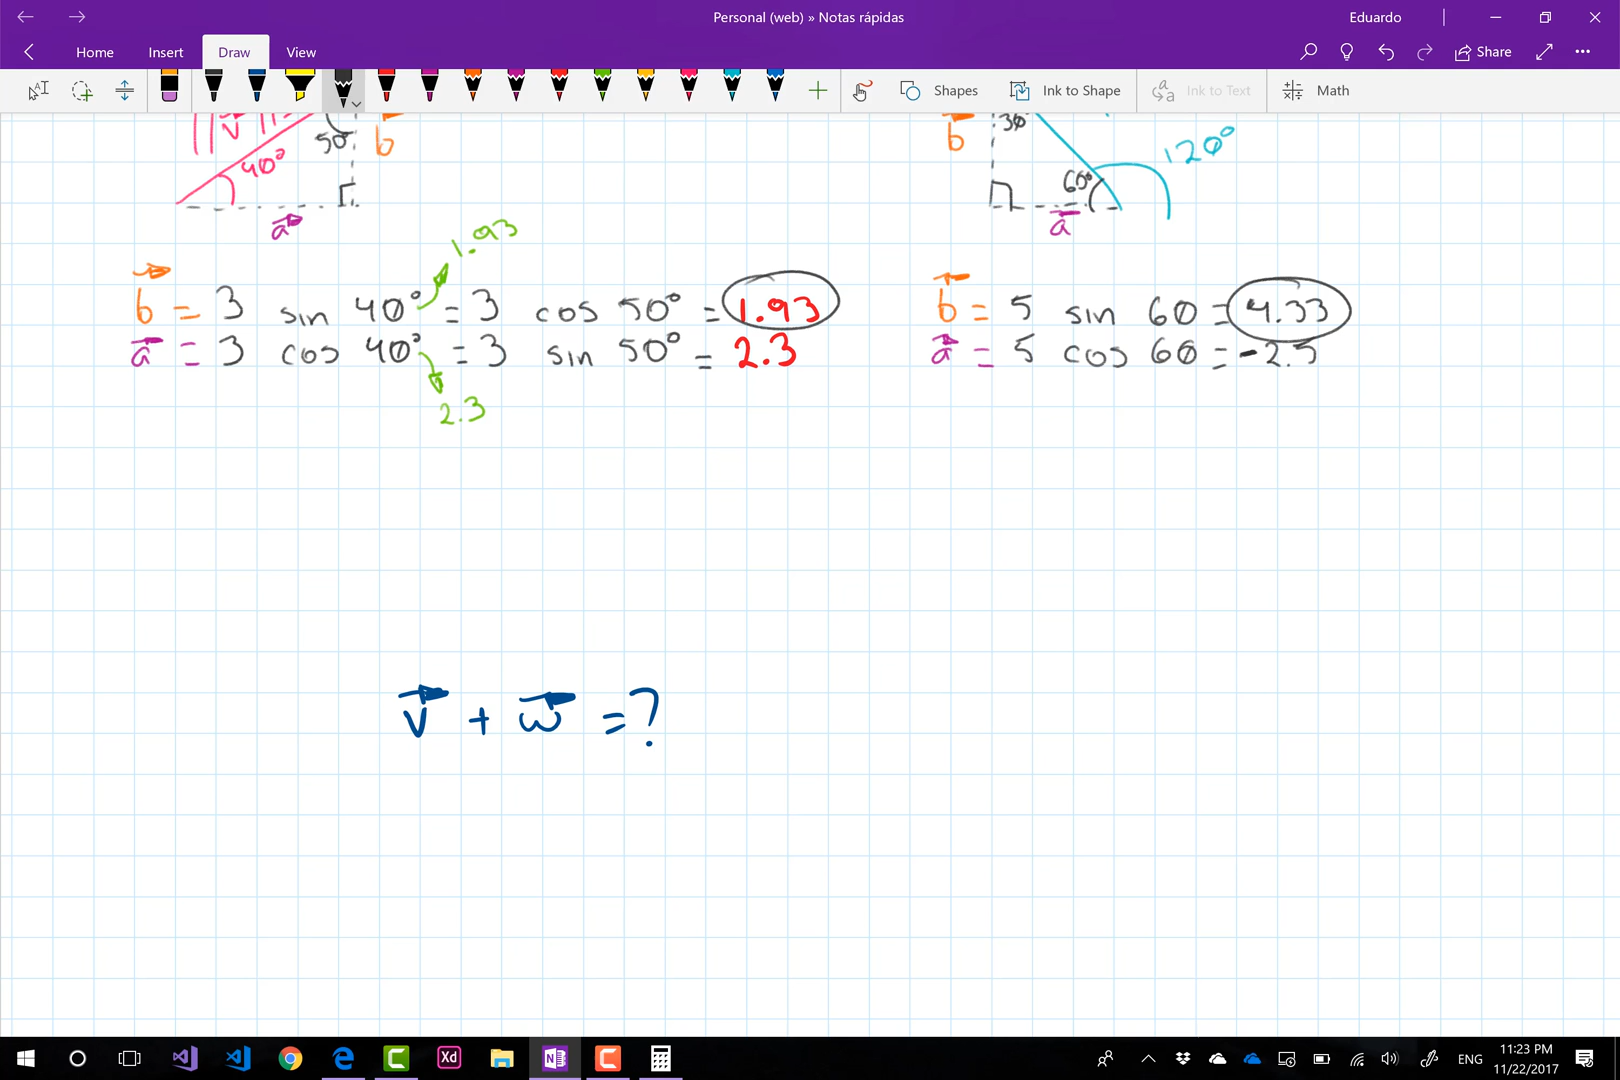 Personal (web) » Notas rápidas
Eduardo
Home Insert Draw View
Share
Shapes Ink to Shape Ink to Text Math
||v|| =
40°
50°
b
a
b
30°
60°
120°
a
1.93
b = 3 sin 40° = 3 cos 50° = 1.93
a = 3 cos 40° = 3 sin 50° = 2.3
2.3
b = 5 sin 60 = 4.33
a = 5 cos 60 = -2.5
v + w = ?
Xd
N
ENG
11:23 PM
11/22/2017